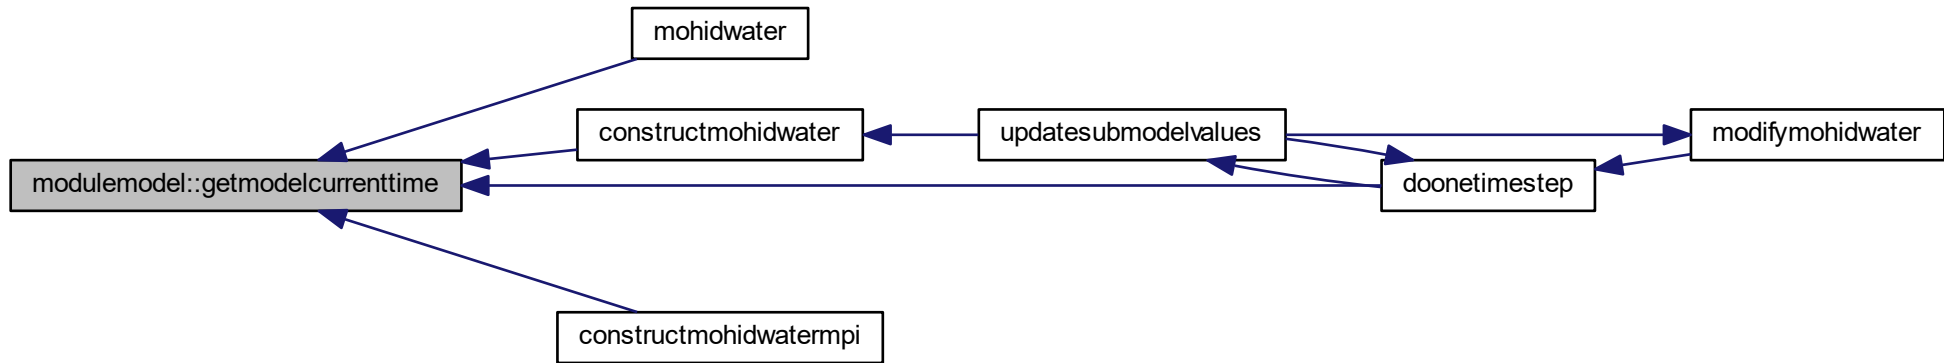 mohidwater
constructmohidwater
updatesubmodelvalues
modifymohidwater
modulemodel::getmodelcurrenttime
doonetimestep
constructmohidwatermpi